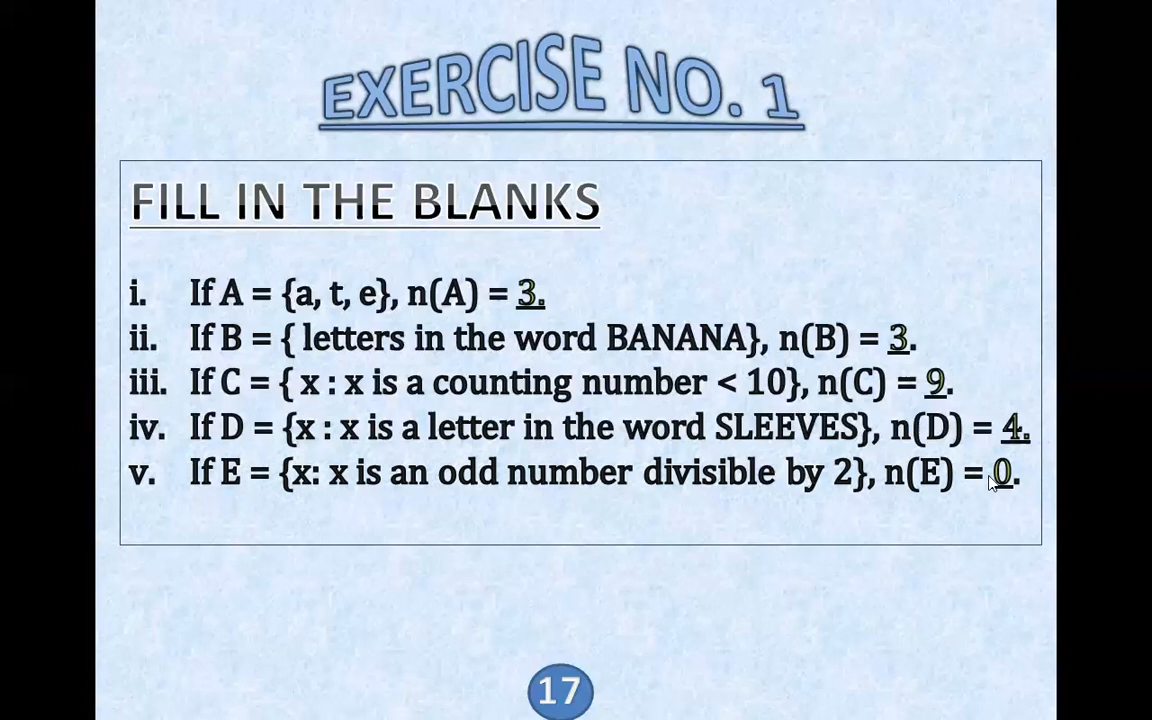 EXERCISE NO. 1
FILL IN THE BLANKS
i. If A = {a, t, e}, n(A) = 3.
ii. If B = { letters in the word BANANA}, n(B) = 3.
iii. If C = { x : x is a counting number < 10}, n(C) = 9.
iv. If D = {x : x is a letter in the word SLEEVES}, n(D) = 4.
v. If E = {x: x is an odd number divisible by 2}, n(E) = 0.
17